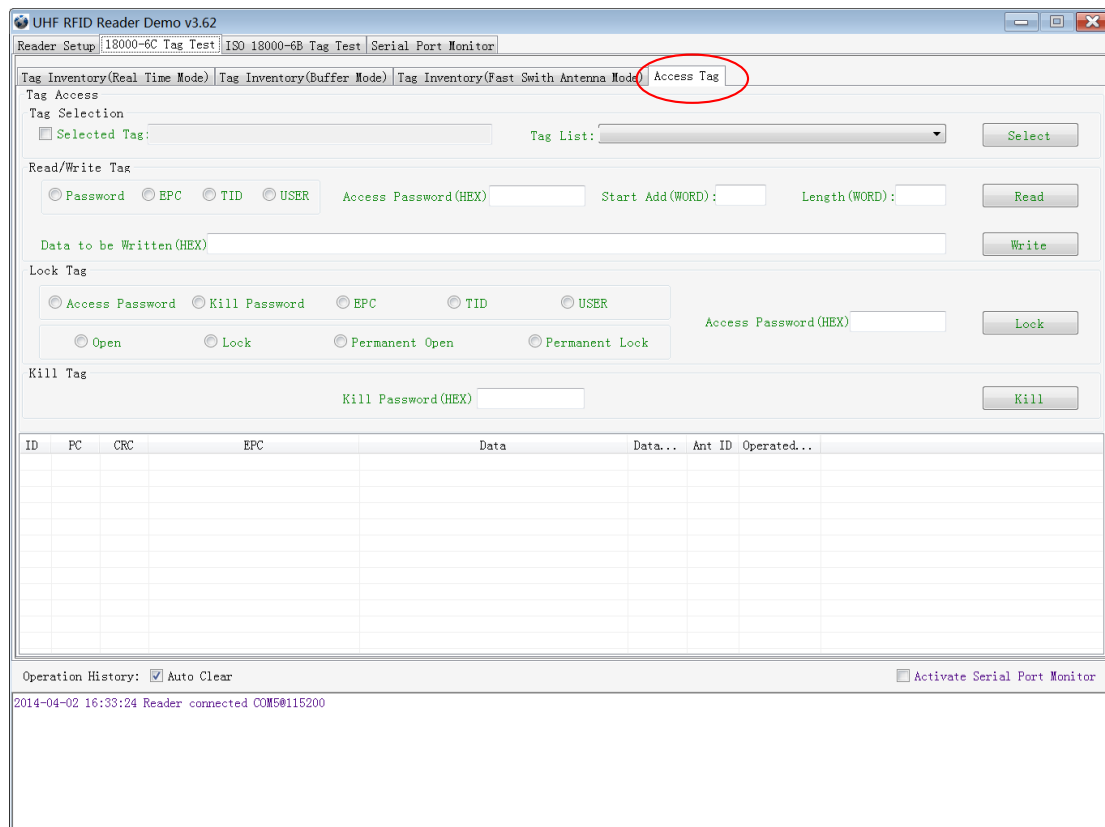 UHF RFID Reader Demo v3.62
Reader Setup 18000-6C Tag Test ISO 18000-6B Tag Test Serial Port Monitor
Tag Inventory(Real Time Mode) Tag Inventory(Buffer Mode) Tag Inventory(Fast Swith Antenna Mode) Access Tag
Tag Access
Tag Selection
Selected Tag: Tag List: Select
Read/Write Tag
Password EPC TID USER Access Password(HEX) Start Add(WORD): Length(WORD): Read
Data to be Written(HEX) Write
Lock Tag
Access Password Kill Password EPC TID USER
Access Password(HEX) Lock
Open Lock Permanent Open Permanent Lock
Kill Tag
Kill Password(HEX) Kill
ID PC CRC EPC Data Data... Ant ID Operated...
Operation History: Auto Clear Activate Serial Port Monitor
2014-04-02 16:33:24 Reader connected COM5@115200